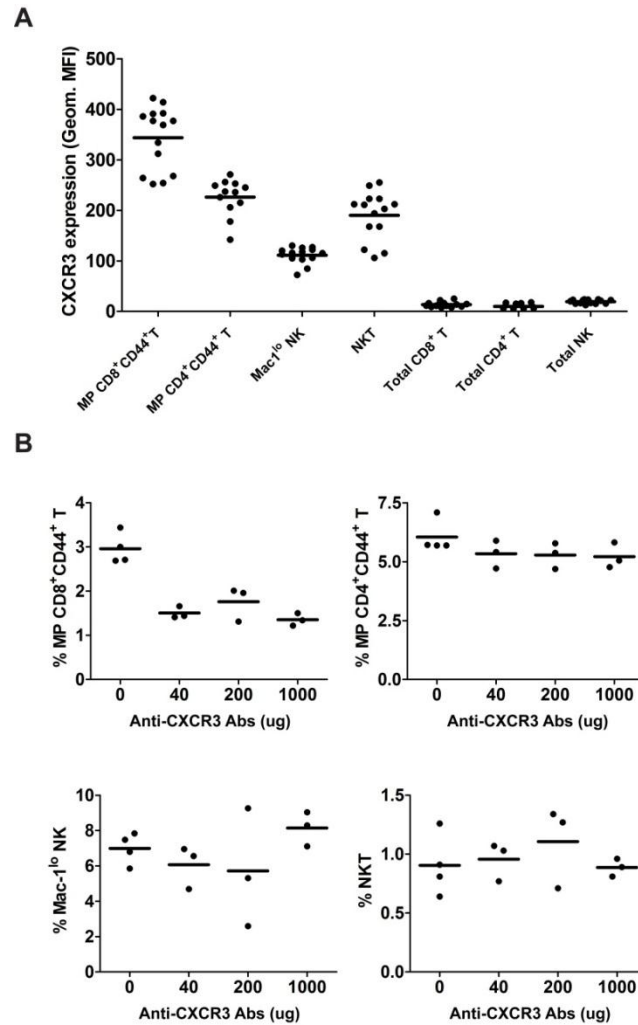 A
CXCR3 expression (Geom. MFI)
500
400
300
200
100
0
MP CD8⁺CD44⁺T
MP CD4⁺CD44⁺T
Mac1ˡᵒ NK
NKT
Total CD8⁺ T
Total CD4⁺ T
Total NK
B
% MP CD8⁺CD44⁺ T
4
3
2
1
0
0 40 200 1000
Anti-CXCR3 Abs (ug)
% MP CD4⁺CD44⁺ T
7.5
5.0
2.5
0.0
0 40 200 1000
Anti-CXCR3 Abs (ug)
% Mac-1ˡᵒ NK
10
8
6
4
2
0
0 40 200 1000
Anti-CXCR3 Abs (ug)
% NKT
1.5
1.0
0.5
0.0
0 40 200 1000
Anti-CXCR3 Abs (ug)